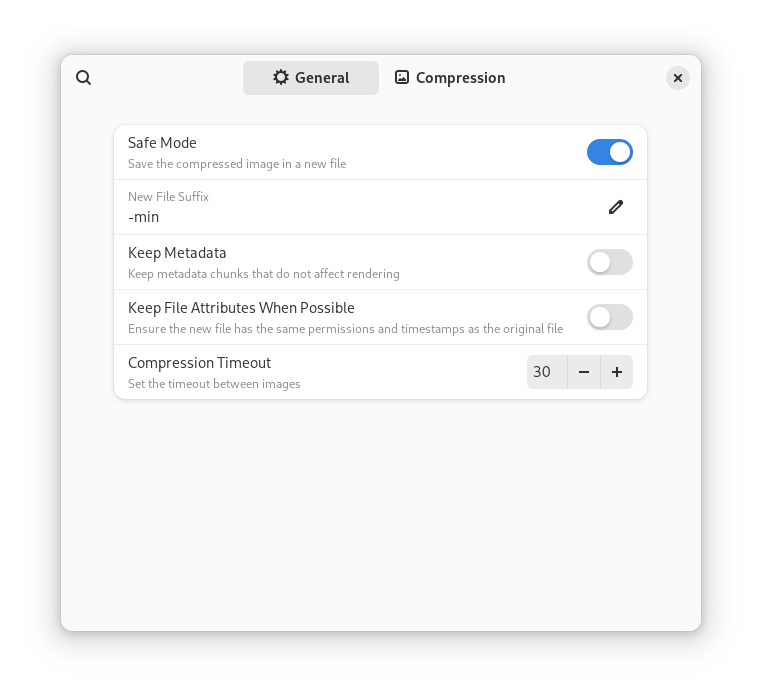 General
Compression
Safe Mode
Save the compressed image in a new file
New File Suffix
-min
Keep Metadata
Keep metadata chunks that do not affect rendering
Keep File Attributes When Possible
Ensure the new file has the same permissions and timestamps as the original file
Compression Timeout
Set the timeout between images
30